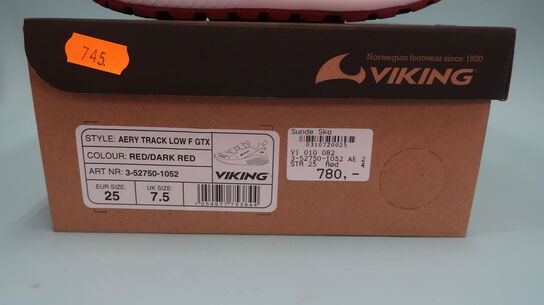 745.
Norwegian footwear since 1920
VIKING
STYLE: AERY TRACK LOW F GTX
COLOUR: RED/DARK RED
ART NR: 3-52750-1052
VIKING
EUR SIZE:
25
UK SIZE:
7.5
Sunde Sko
0310720025
VI 010 082
3-52750-1052 AE 2
STR 25 Rød 4
780,-